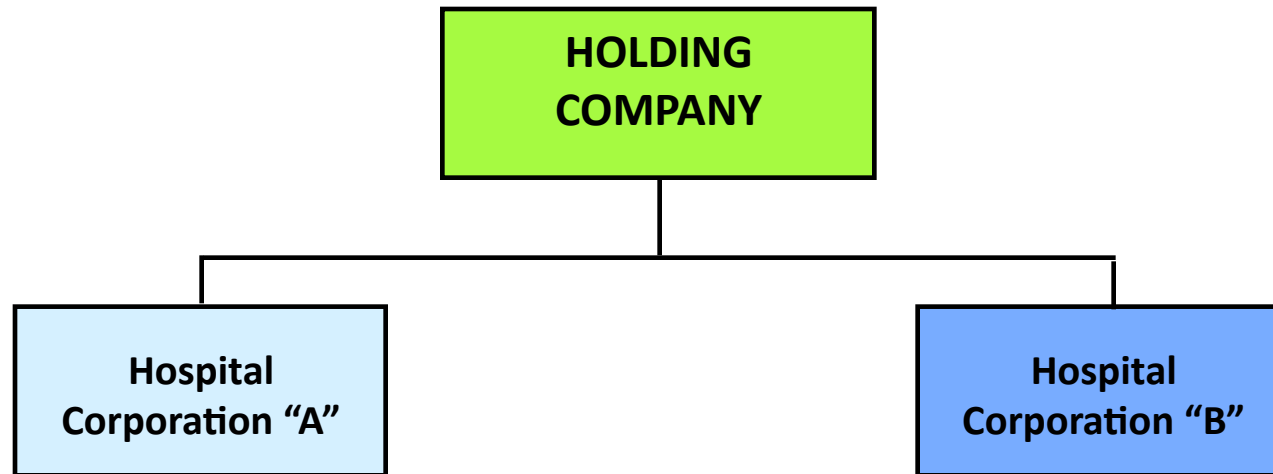 HOLDING
COMPANY
Hospital
Corporation “A”
Hospital
Corporation “B”